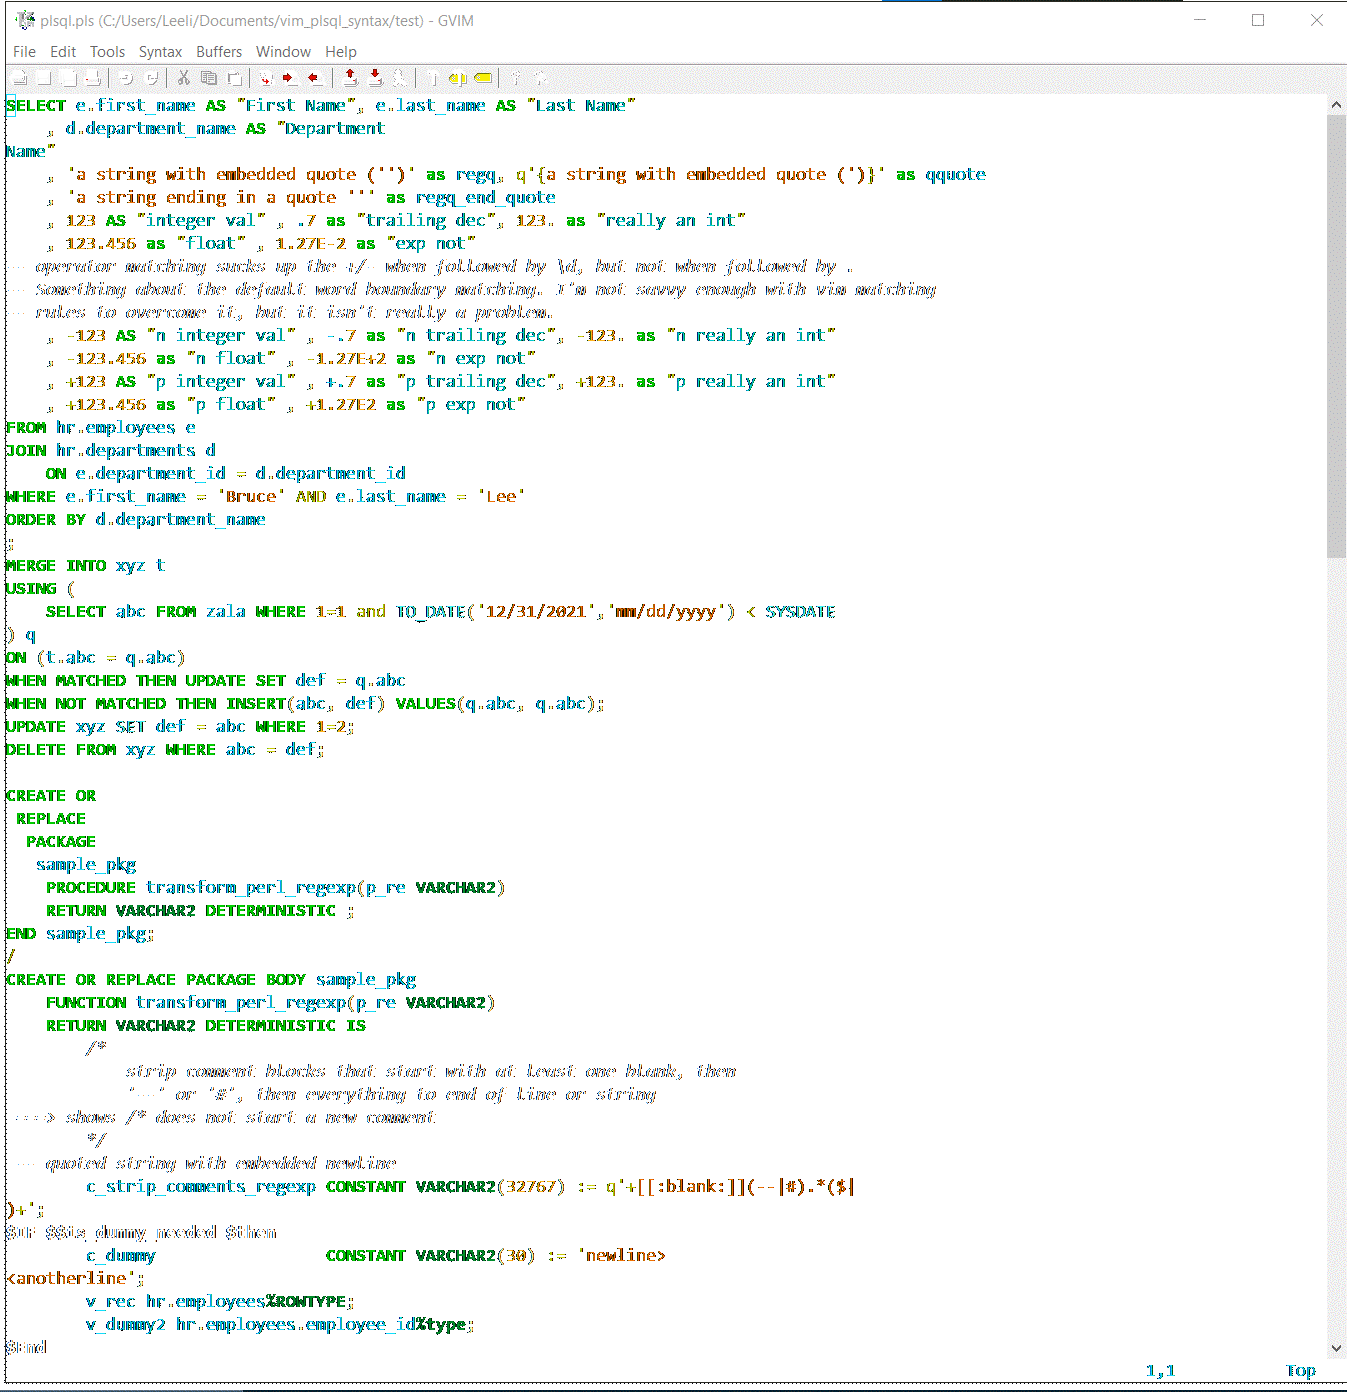 plsql.pls (C:/Users/Leeli/Documents/vim_plsql_syntax/test) - GVIM
File Edit Tools Syntax Buffers Window Help
SELECT e.first_name AS "First Name", e.last_name AS "Last Name"
    , d.department_name AS "Department
Name"
    , 'a string with embedded quote ('')' as regq, q'{a string with embedded quote (')}' as qquote
    , 'a string ending in a quote ''' as regq_end_quote
    , 123 AS "integer val" , .7 as "trailing dec", 123. as "really an int"
    , 123.456 as "float" , 1.27E-2 as "exp not"
-- operator matching sucks up the +/- when followed by \d, but not when followed by .
-- Something about the default word boundary matching. I'm not savvy enough with vim matching
-- rules to overcome it, but it isn't really a problem.
    , -123 AS "n integer val" , -.7 as "n trailing dec", -123. as "n really an int"
    , -123.456 as "n float" , -1.27E+2 as "n exp not"
    , +123 AS "p integer val" , +.7 as "p trailing dec", +123. as "p really an int"
    , +123.456 as "p float" , +1.27E2 as "p exp not"
FROM hr.employees e
JOIN hr.departments d
    ON e.department_id = d.department_id
WHERE e.first_name = 'Bruce' AND e.last_name = 'Lee'
ORDER BY d.department_name
;
MERGE INTO xyz t
USING (
    SELECT abc FROM zala WHERE 1=1 and TO_DATE('12/31/2021','mm/dd/yyyy') < SYSDATE
) q
ON (t.abc = q.abc)
WHEN MATCHED THEN UPDATE SET def = q.abc
WHEN NOT MATCHED THEN INSERT(abc, def) VALUES(q.abc, q.abc);
UPDATE xyz SET def = abc WHERE 1=2;
DELETE FROM xyz WHERE abc = def;

CREATE OR
 REPLACE
  PACKAGE
   sample_pkg
    PROCEDURE transform_perl_regexp(p_re VARCHAR2)
    RETURN VARCHAR2 DETERMINISTIC ;
END sample_pkg;
/
CREATE OR REPLACE PACKAGE BODY sample_pkg
    FUNCTION transform_perl_regexp(p_re VARCHAR2)
    RETURN VARCHAR2 DETERMINISTIC IS
        /*
            strip comment blocks that start with at least one blank, then
            '--' or '#', then everything to end of line or string
 ----> shows /* does not start a new comment
        */
 -- quoted string with embedded newline
        c_strip_comments_regexp CONSTANT VARCHAR2(32767) := q'+[[:blank:]](--|#).*($|
)+';
$IF $$is_dummy_needed $then
        c_dummy                 CONSTANT VARCHAR2(30) := 'newline>
<anotherline';
        v_rec hr.employees%ROWTYPE;
        v_dummy2 hr.employees.employee_id%type;
$End
1,1 Top